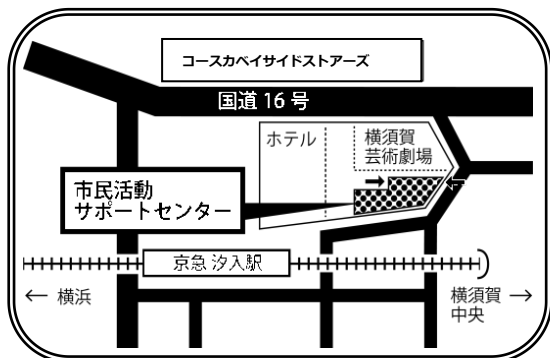 コースカベイサイドストアーズ
国道 16 号
ホテル
横須賀
芸術劇場
市民活動
サポートセンター
京急 汐入駅
← 横浜
横須賀 →
中央